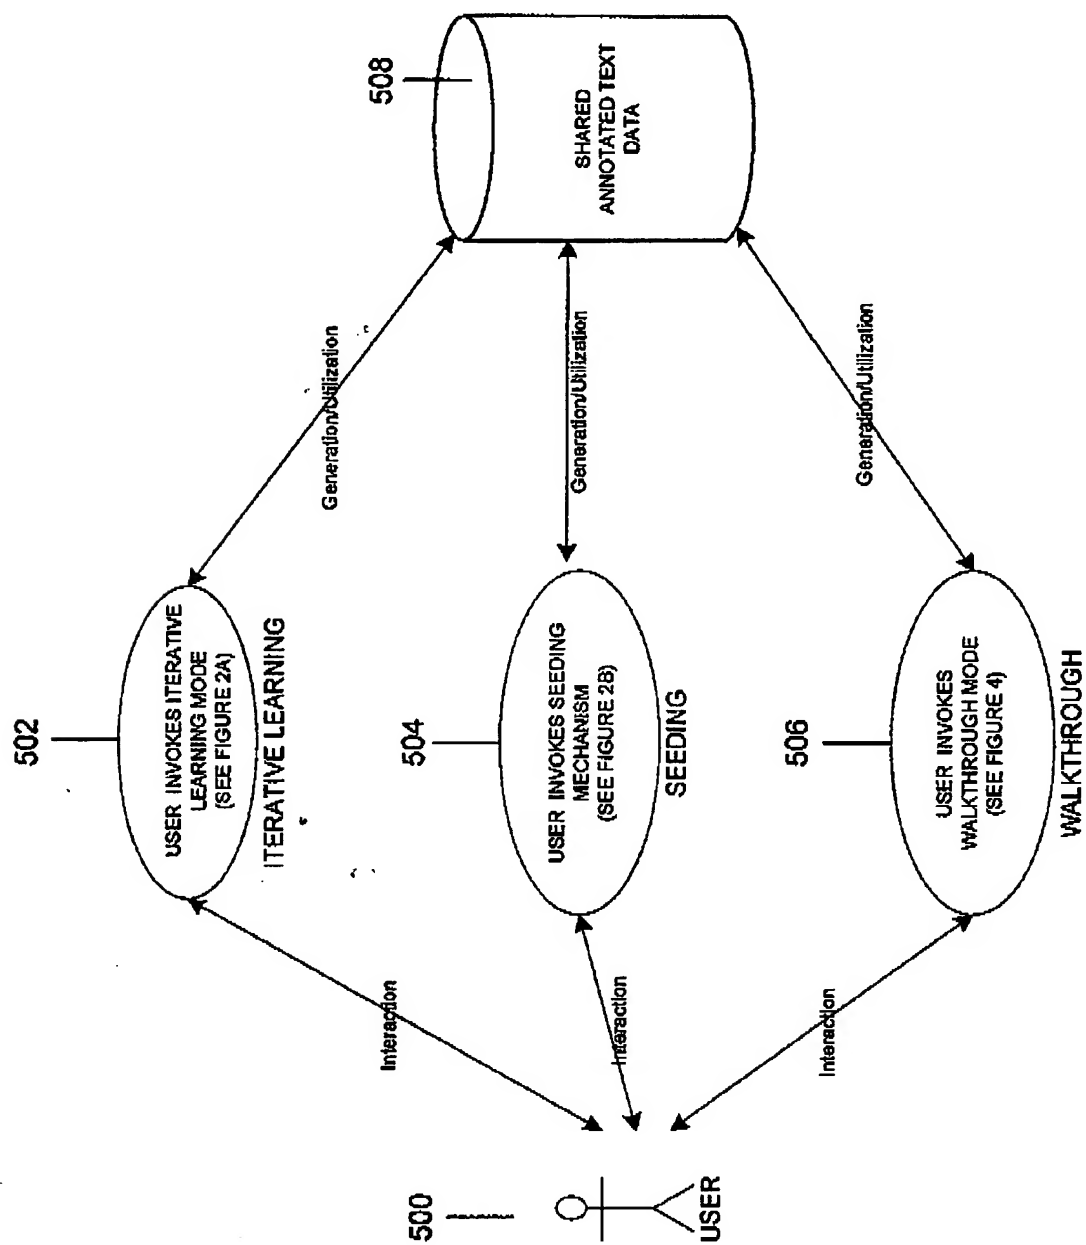 500
USER
Interaction
Interaction
Interaction
502
USER INVOKES ITERATIVE
LEARNING MODE
(SEE FIGURE 2A)
ITERATIVE LEARNING
504
USER INVOKES SEEDING
MECHANISM
(SEE FIGURE 2B)
SEEDING
506
USER INVOKES
WALKTHROUGH MODE
(SEE FIGURE 4)
WALKTHROUGH
Generation/Utilization
Generation/Utilization
Generation/Utilization
508
SHARED
ANNOTATED TEXT
DATA